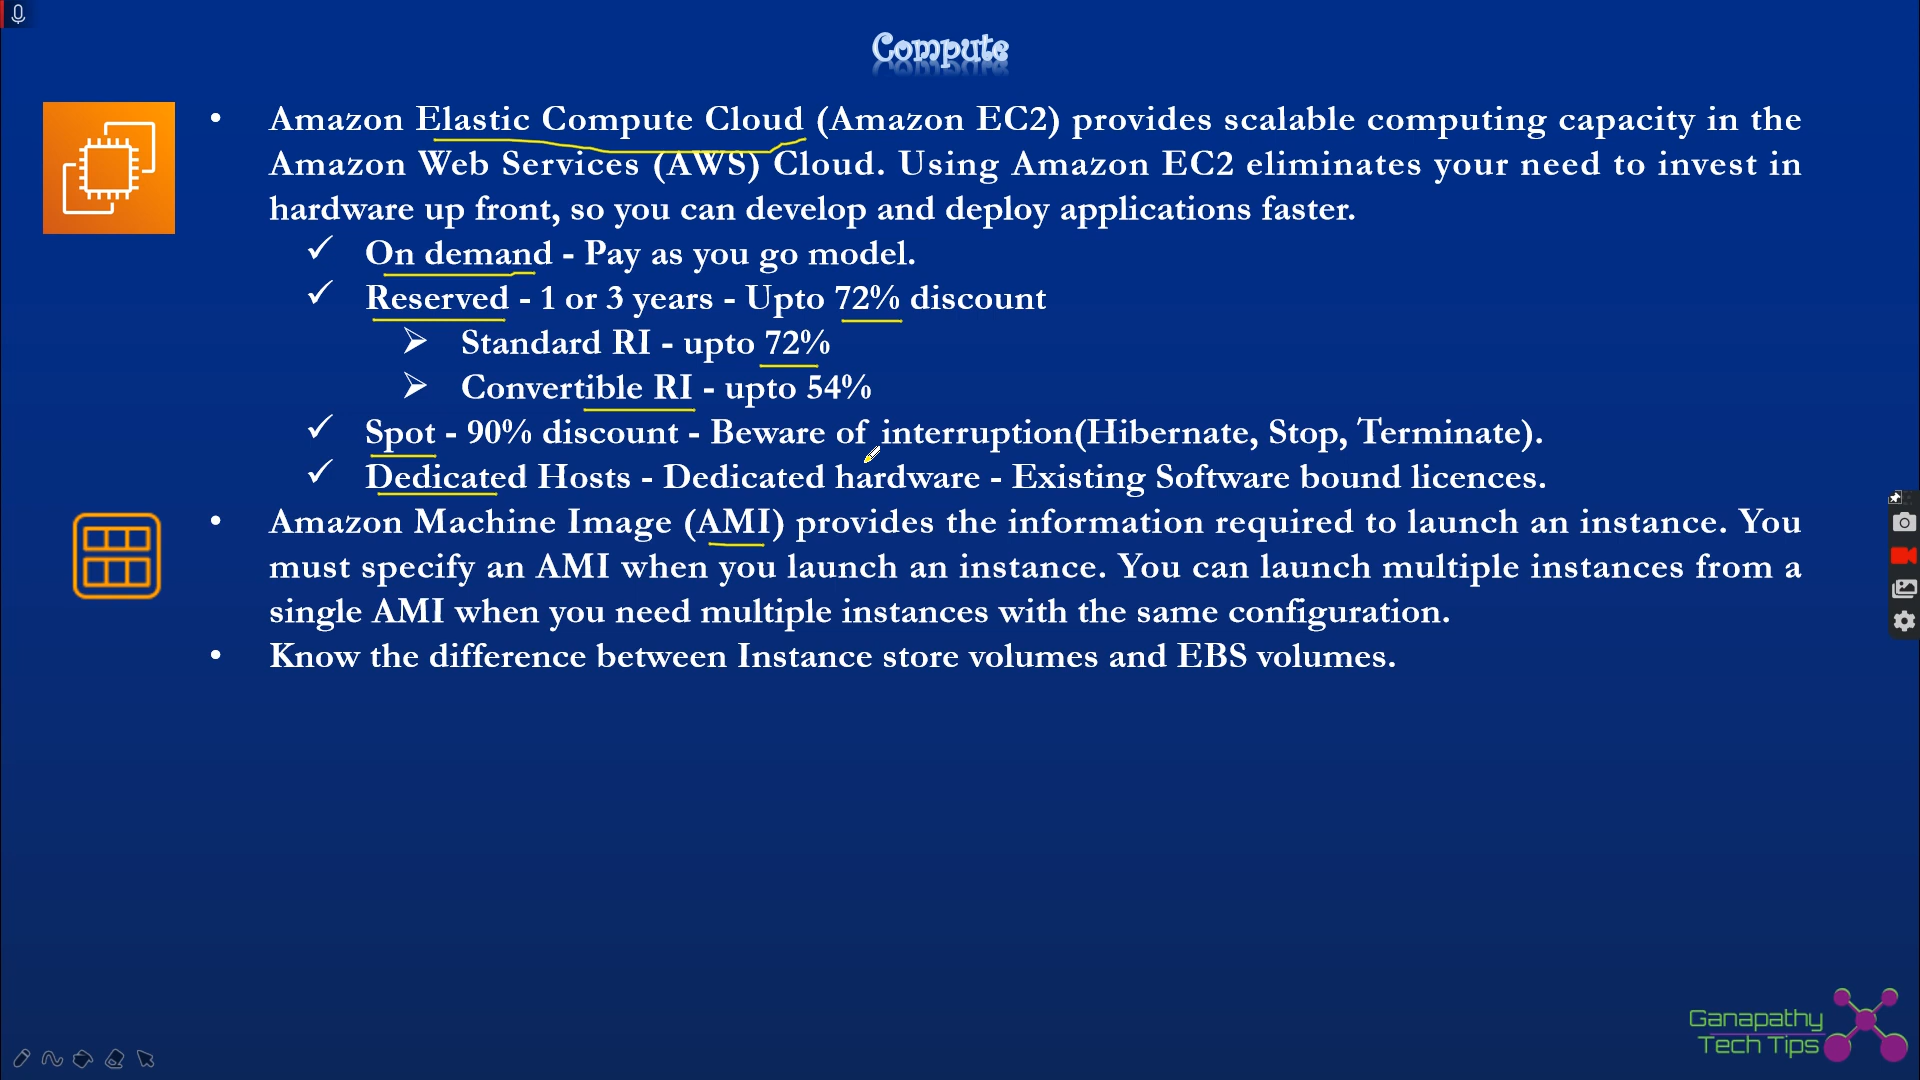 Compute
• Amazon Elastic Compute Cloud (Amazon EC2) provides scalable computing capacity in the
Amazon Web Services (AWS) Cloud. Using Amazon EC2 eliminates your need to invest in
hardware up front, so you can develop and deploy applications faster.
✓ On demand - Pay as you go model.
✓ Reserved - 1 or 3 years - Upto 72% discount
➢ Standard RI - upto 72%
➢ Convertible RI - upto 54%
✓ Spot - 90% discount - Beware of interruption(Hibernate, Stop, Terminate).
✓ Dedicated Hosts - Dedicated hardware - Existing Software bound licences.
• Amazon Machine Image (AMI) provides the information required to launch an instance. You
must specify an AMI when you launch an instance. You can launch multiple instances from a
single AMI when you need multiple instances with the same configuration.
• Know the difference between Instance store volumes and EBS volumes.
Ganapathy
Tech Tips